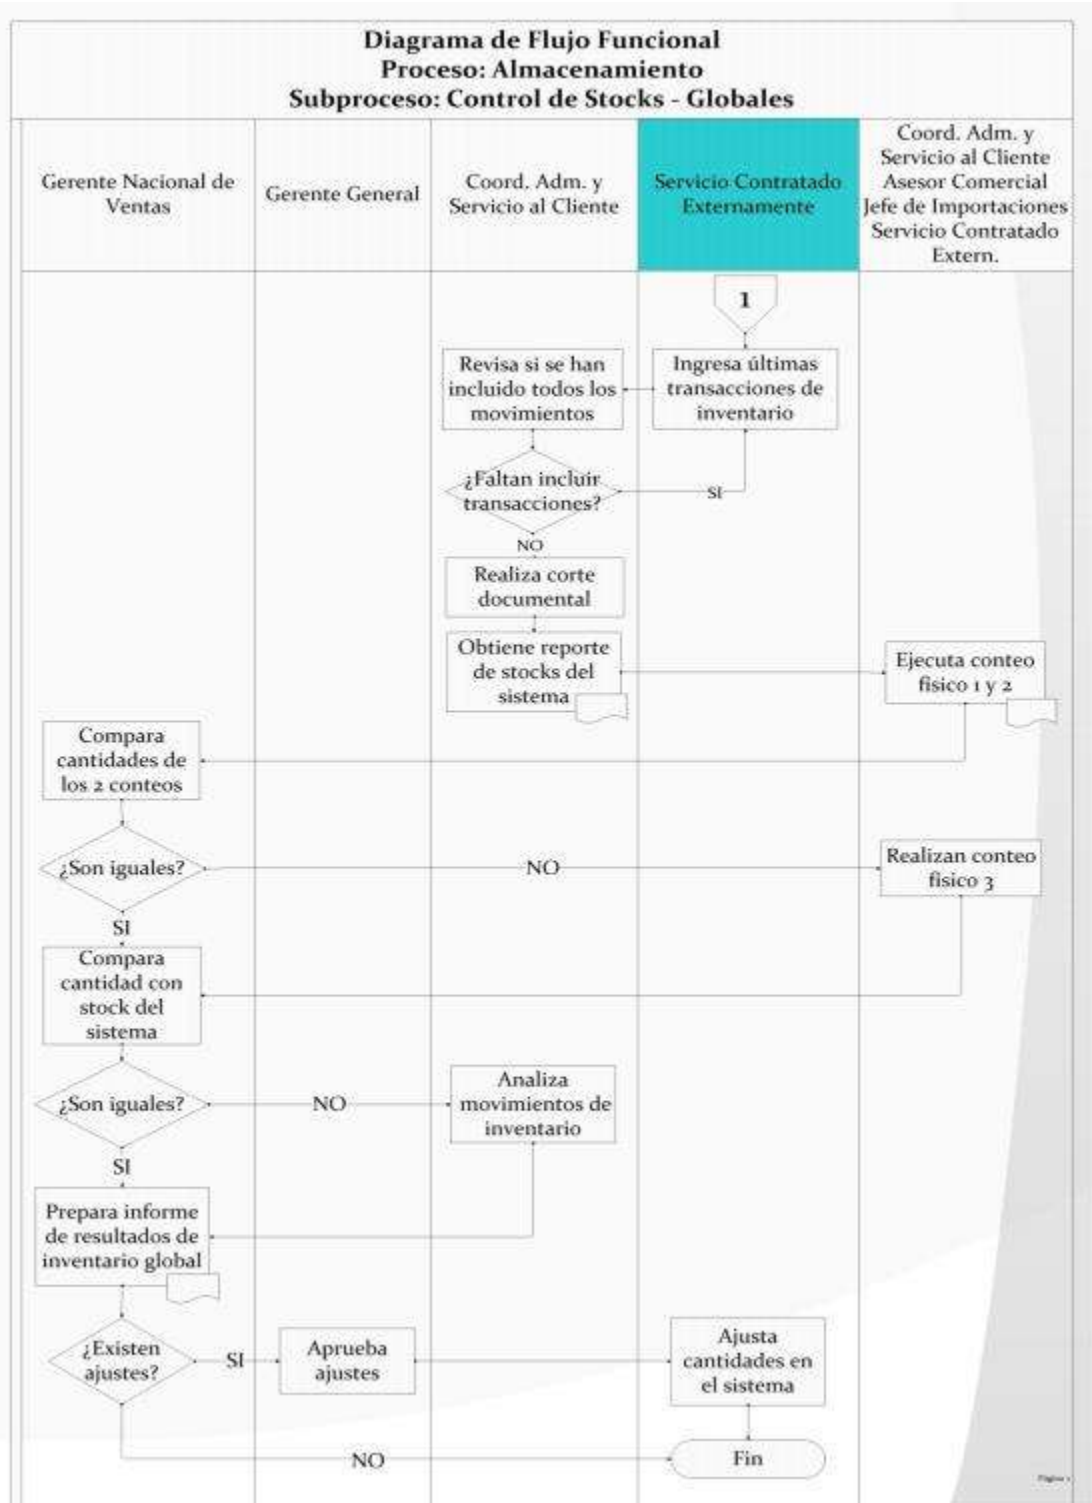 Diagrama de Flujo Funcional
Proceso: Almacenamiento
Subproceso: Control de Stocks - Globales
Gerente Nacional de
Ventas
Gerente General
Coord. Adm. y
Servicio al Cliente
Servicio Contratado
Externamente
Coord. Adm. y
Servicio al Cliente
Asesor Comercial
Jefe de Importaciones
Servicio Contratado
Extern.
1
Revisa si se han
incluido todos los
movimientos
Ingresa últimas
transacciones de
inventario
¿Faltan incluir
transacciones?
SI
NO
Realiza corte
documental
Obtiene reporte
de stocks del
sistema
Ejecuta conteo
fisico 1 y 2
Compara
cantidades de
los 2 conteos
¿Son iguales?
NO
Realizan conteo
fisico 3
SI
Compara
cantidad con
stock del
sistema
¿Son iguales?
NO
Analiza
movimientos de
inventario
SI
Prepara informe
de resultados de
inventario global
¿Existen
ajustes?
SI
Aprueba
ajustes
Ajusta
cantidades en
el sistema
NO
Fin
Página 1